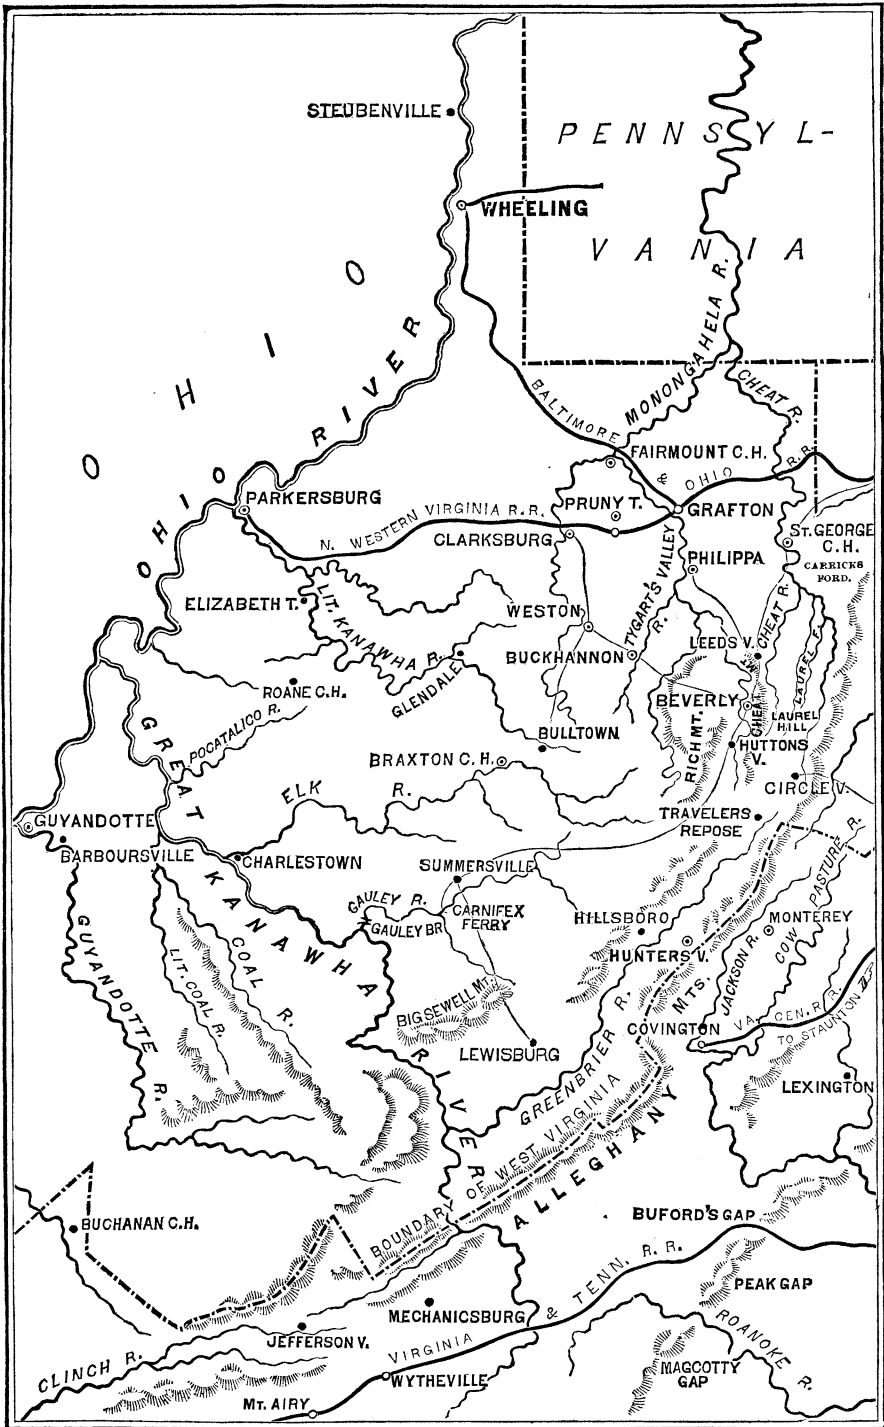 STEUBENVILLE
PENNSYL-
VANIA
WHEELING
OHIO
OHIO RIVER
MONONGAHELA R.
CHEAT R.
BALTIMORE & OHIO R.R.
FAIRMOUNT C.H.
PARKERSBURG
PRUNY T.
GRAFTON
N. WESTERN VIRGINIA R.R.
CLARKSBURG
ST. GEORGE
C.H.
CARRICKS
FORD.
PHILIPPA
TYGART'S VALLEY R.
ELIZABETH T.
LIT. KANAWHA R.
WESTON
CHEAT R.
LEEDS V.
LAUREL F.
BUCKHANNON
GLENDALE
ROANE C.H.
BEVERLY
CHEAT MT.
LAUREL
HILL
RICH MT.
POCATALICO R.
BULLTOWN
HUTTONS
V.
BRAXTON C.H.
CIRCLE V.
ELK R.
GREAT KANAWHA RIVER
GUYANDOTTE
TRAVELERS
REPOSE
BARBOURSVILLE
CHARLESTOWN
SUMMERSVILLE
COW PASTURE R.
GAULEY R.
GAULEY BR.
CARNIFEX
FERRY
HILLSBORO
MONTEREY
GUYANDOTTE R.
LIT. COAL R.
COAL R.
HUNTERS V.
JACKSON R.
BIG SEWELL MT.
GREENBRIER R.
COVINGTON
VA. CEN. R.R.
TO STAUNTON
LEWISBURG
LEXINGTON
ALLEGHANY MTS.
BOUNDARY OF WEST VIRGINIA
BUCHANAN C.H.
BUFORD'S GAP
PEAK GAP
MECHANICSBURG
JEFFERSON V.
VIRGINIA & TENN. R.R.
ROANOKE R.
CLINCH R.
WYTHEVILLE
MAGCOTTY
GAP
MT. AIRY